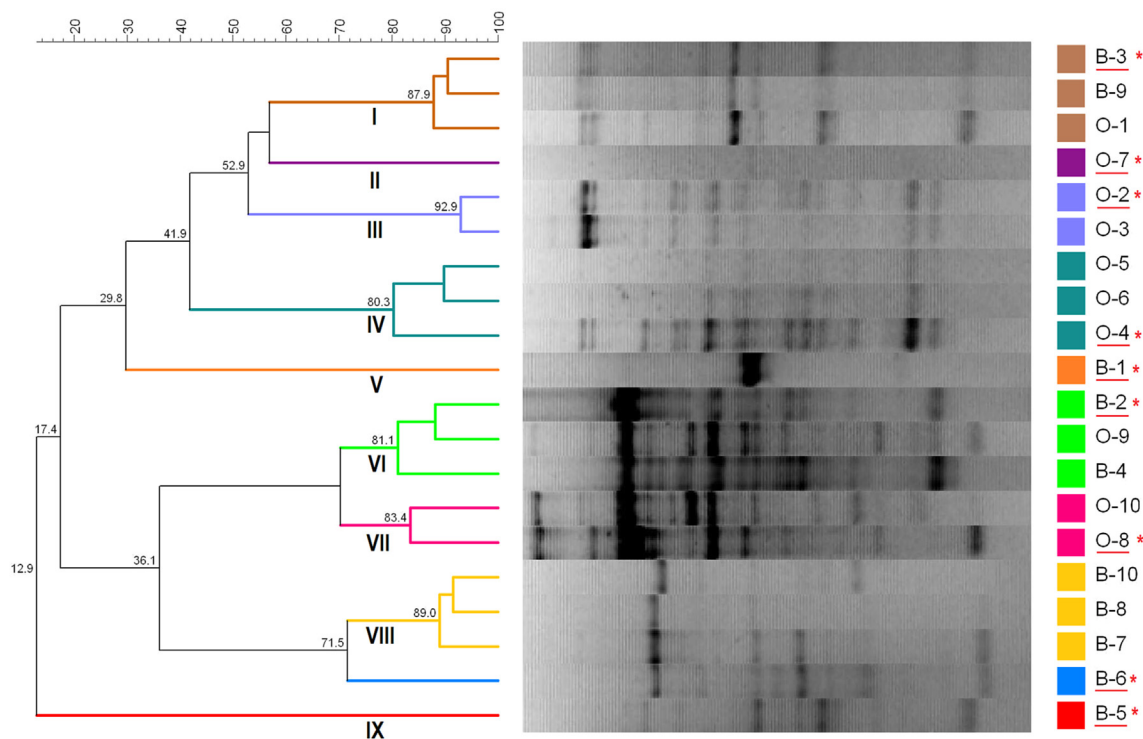 20 30 40 50 60 70 80 90 100
B-3 *
B-9
87.9
I
O-1
52.9
II
O-7 *
92.9
O-2 *
41.9
III
O-3
O-5
29.8
80.3
O-6
IV
O-4 *
V
B-1 *
B-2 *
17.4
81.1
O-9
VI
B-4
O-10
83.4
VII
O-8 *
12.9
36.1
B-10
89.0
B-8
VIII
71.5
B-7
B-6 *
IX
B-5 *